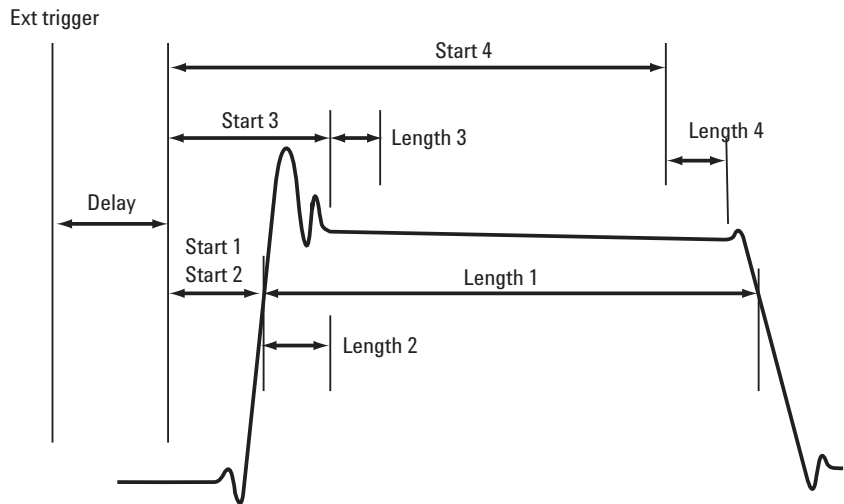 Ext trigger
Start 4
Start 3
Length 3
Length 4
Delay
Start 1
Start 2
Length 1
Length 2